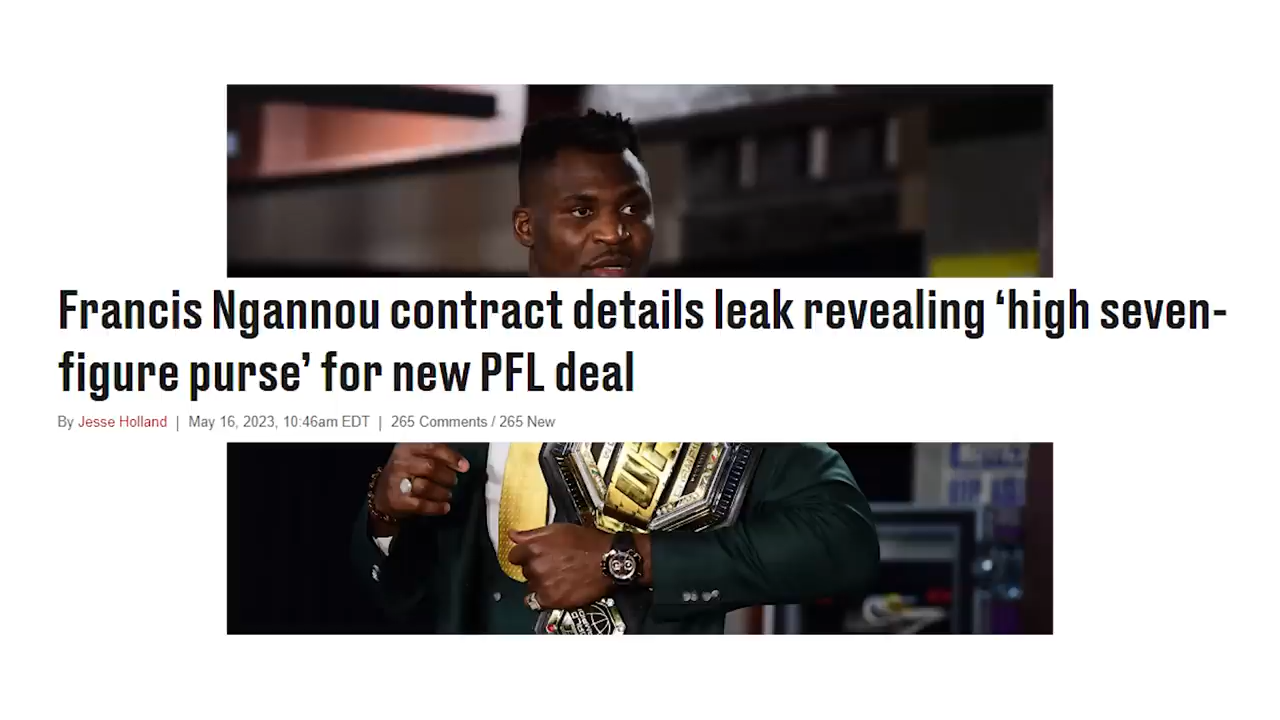 Francis Ngannou contract details leak revealing ‘high seven-
figure purse’ for new PFL deal
By Jesse Holland | May 16, 2023, 10:46am EDT | 265 Comments / 265 New
UFC